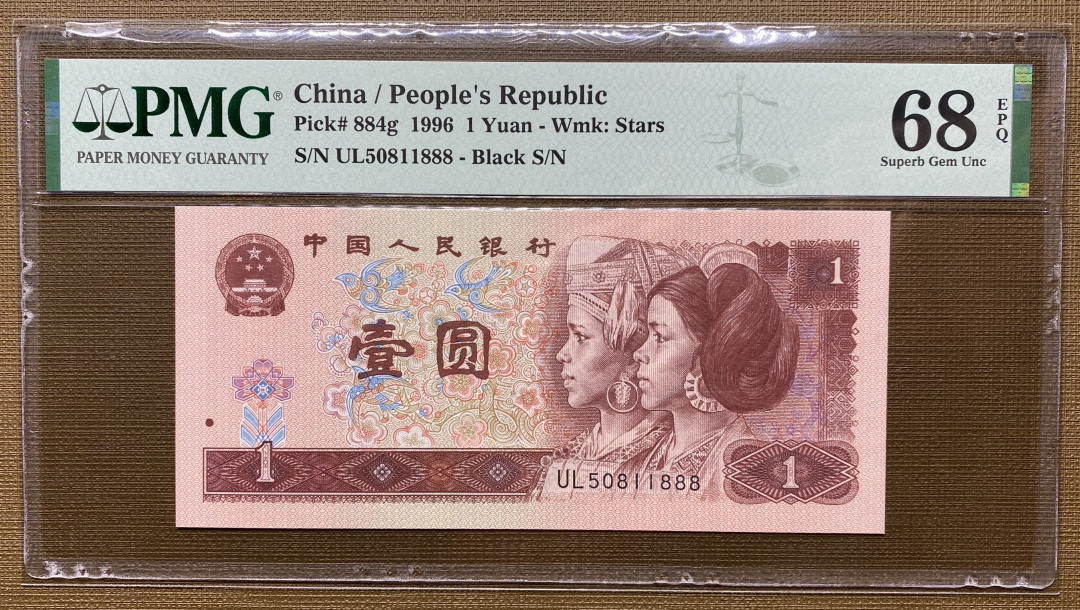 PMG®
PAPER MONEY GUARANTY
China / People's Republic
Pick# 884g 1996 1 Yuan - Wmk: Stars
S/N UL50811888 - Black S/N
68
EPQ
Superb Gem Unc
中国人民银行
1
壹圆
1
UL50811888
1